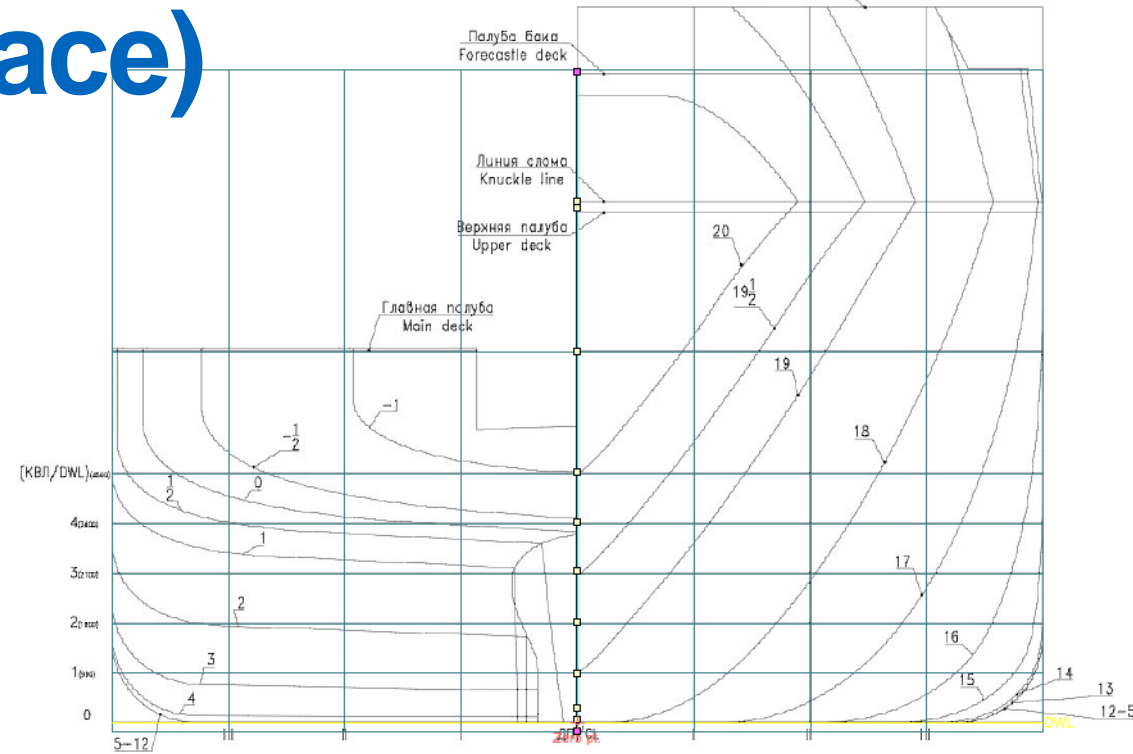 ace)
Палуба бака
Forecastle deck
Линия слома
Knuckle line
Верхняя палуба
Upper deck
20
19 1/2
Главная палуба
Main deck
19
-1
18
-1/2
(КВЛ/DWL)
0
1/2
4
1
3
17
2
2
16
1
3
15
14
13
4
12-5
0
5-12
DWL